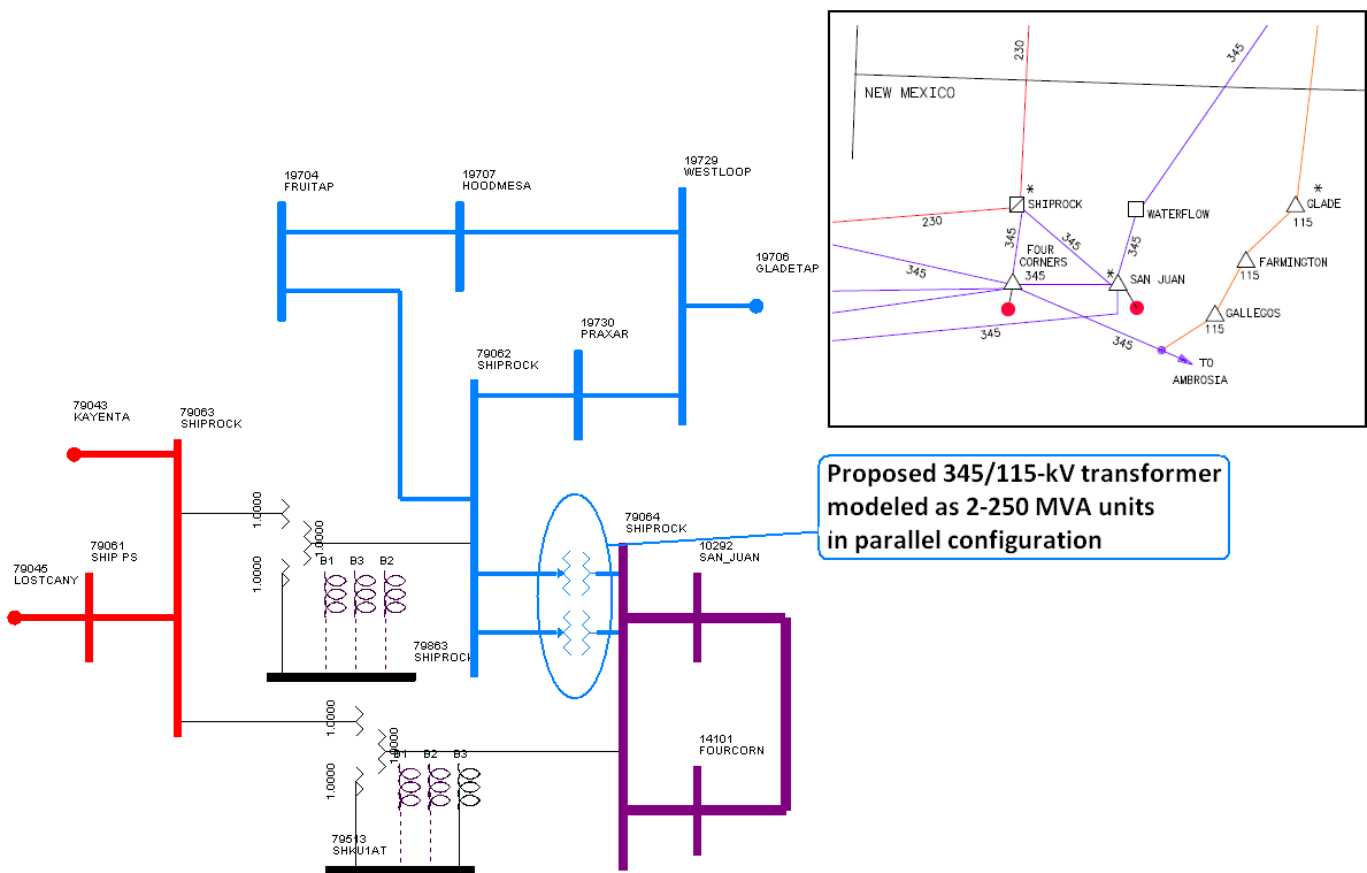 230
345
NEW MEXICO
*
SHIPROCK
230
345
345
WATERFLOW
345
*
GLADE
115
FOUR
CORNERS
345
345
*
SAN JUAN
FARMINGTON
115
GALLEGOS
115
345
345
TO
AMBROSIA
19704
FRUITAP
19707
HOODMESA
19729
WESTLOOP
19706
GLADETAP
19730
PRAXAR
79062
SHIPROCK
79043
KAYENTA
79063
SHIPROCK
Proposed 345/115-kV transformer
modeled as 2-250 MVA units
in parallel configuration
79064
SHIPROCK
10292
SAN_JUAN
1.0000
1.0000
1.0000
B1 B3 B2
79061
SHIP PS
79045
LOSTCANY
79863
SHIPROCK
14101
FOURCORN
1.0000
1.0000
B1 B2 B3
79513
SHKU1AT